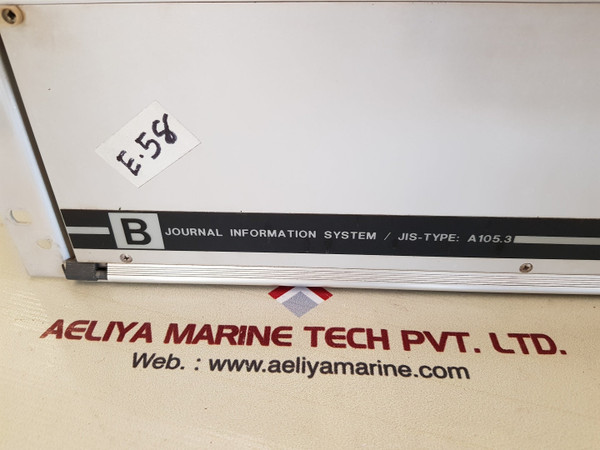 E.58
B JOURNAL INFORMATION SYSTEM / JIS-TYPE: A105.3
AELIYA MARINE TECH PVT. LTD.
Web. : www.aeliyamarine.com